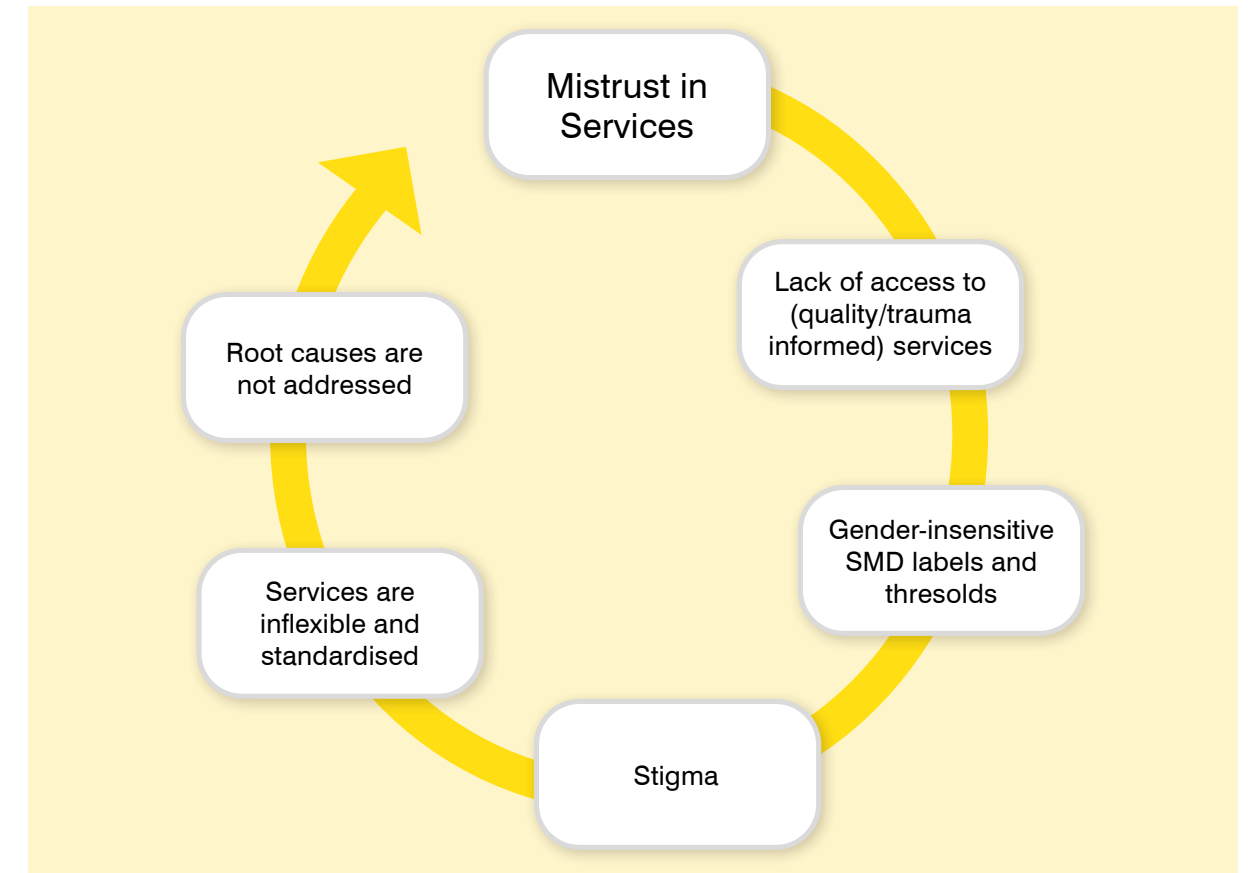 Mistrust in
Services
Lack of access to
(quality/trauma
informed) services
Gender-insensitive
SMD labels and
thresolds
Stigma
Services are
inflexible and
standardised
Root causes are
not addressed